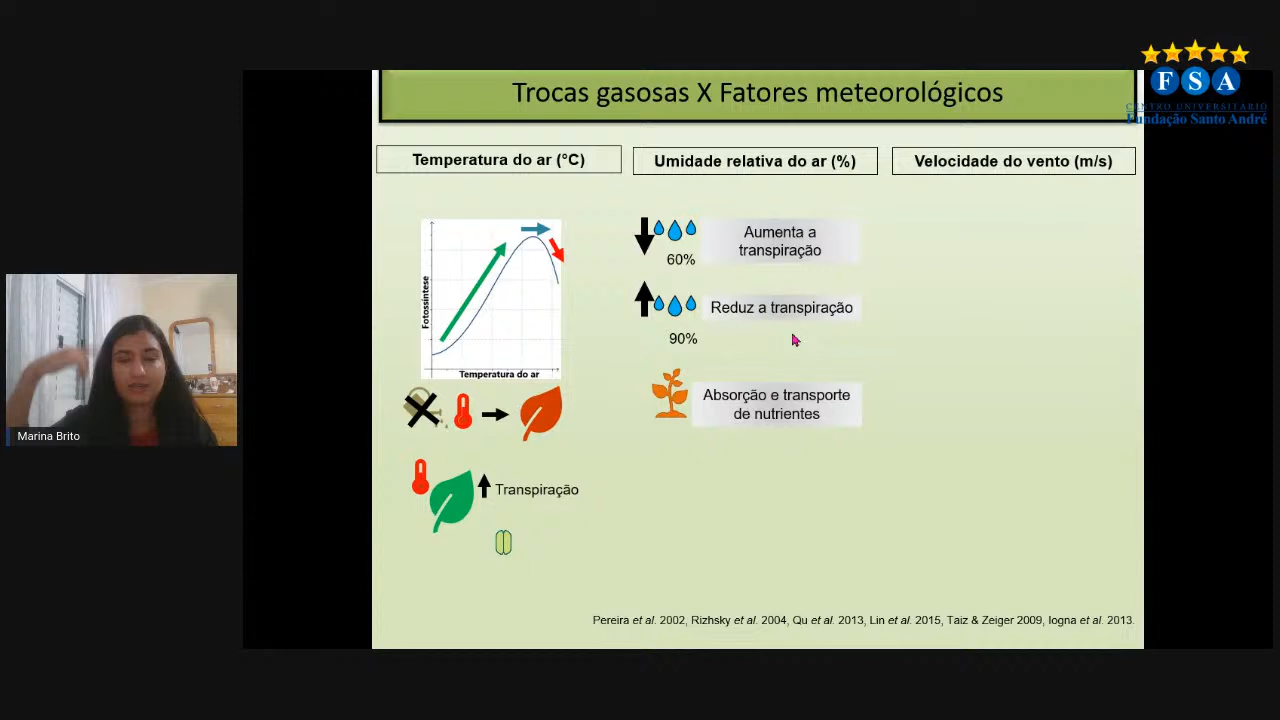 Trocas gasosas X Fatores meteorológicos
FSA
CENTRO UNIVERSITÁRIO
Fundação Santo André
Temperatura do ar (°C)
Umidade relativa do ar (%)
Velocidade do vento (m/s)
Fotossíntese
Temperatura do ar
Transpiração
60%
Aumenta a
transpiração
90%
Reduz a transpiração
Absorção e transporte
de nutrientes
Marina Brito
Pereira et al. 2002, Rizhsky et al. 2004, Qu et al. 2013, Lin et al. 2015, Taiz & Zeiger 2009, Iogna et al. 2013.